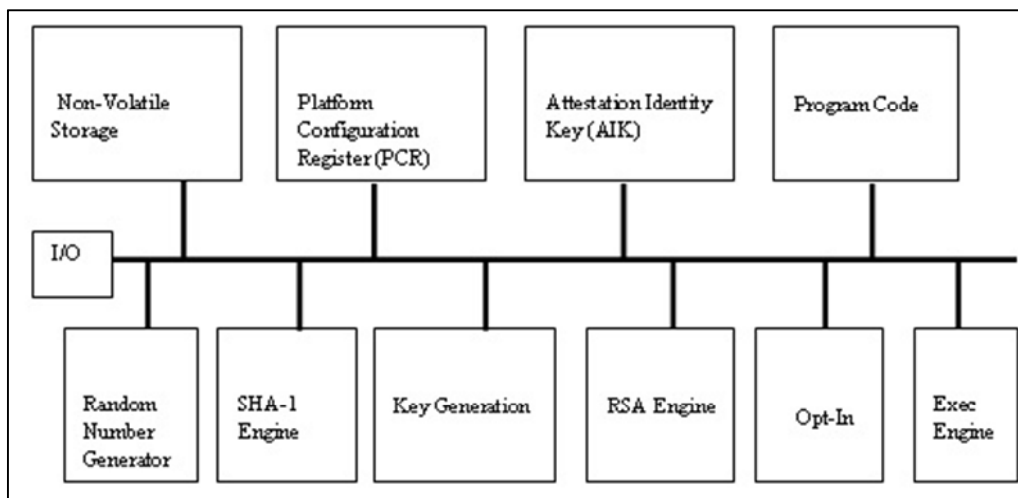 Non-Volatile
Storage
Platform
Configuration
Register (PCR)
Attestation Identity
Key (AIK)
Program Code
I/O
Random
Number
Generator
SHA-1
Engine
Key Generation
RSA Engine
Opt-In
Exec
Engine